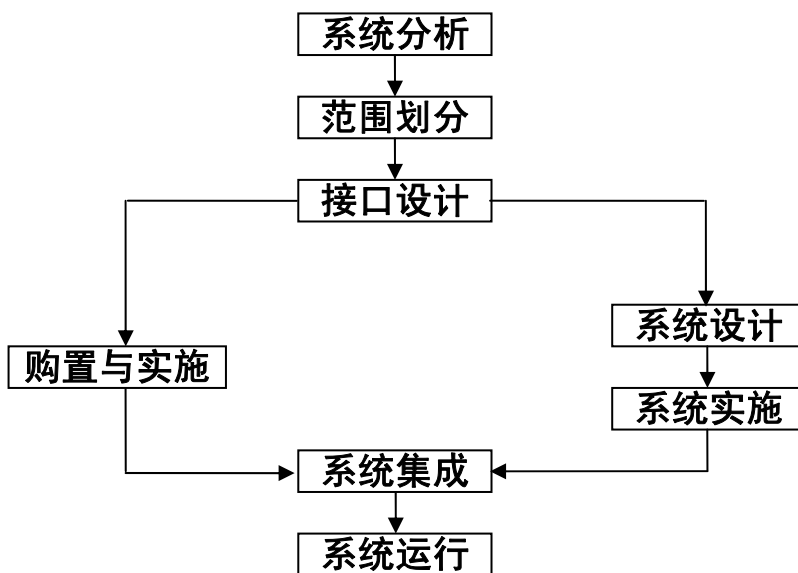 系统分析
范围划分
接口设计
系统设计
购置与实施
系统实施
系统集成
系统运行